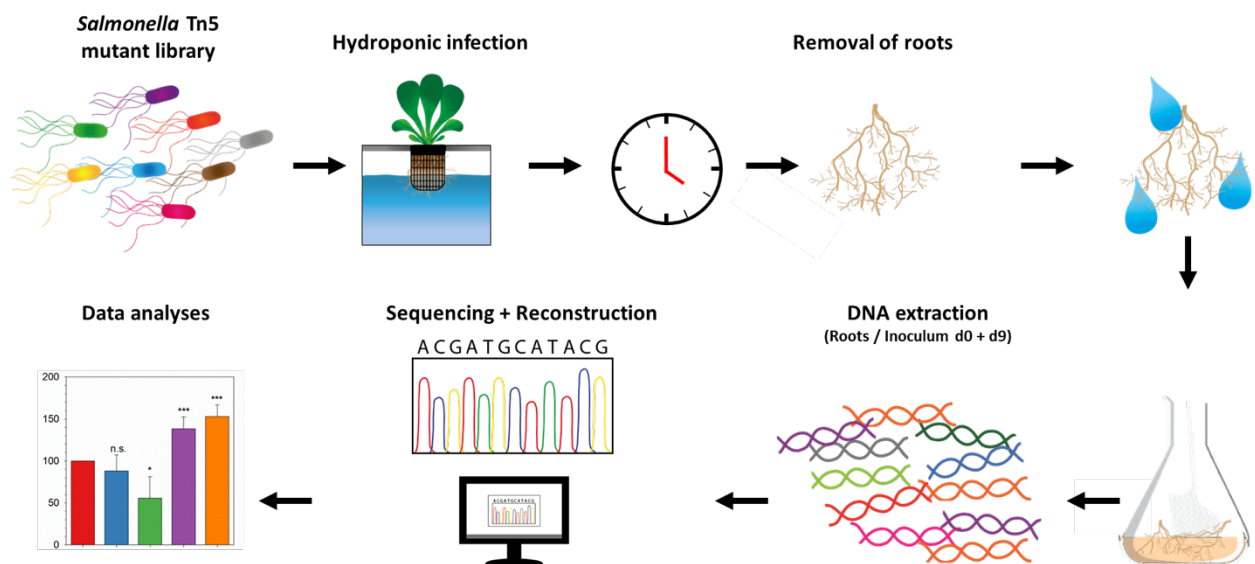 Salmonella Tn5
mutant library
Hydroponic infection
Removal of roots
DNA extraction
(Roots / Inoculum d0 + d9)
Sequencing + Reconstruction
ACGATGCATACG
ACGATGCATACG
Data analyses
200
150
100
50
0
n.s.
*
***
***